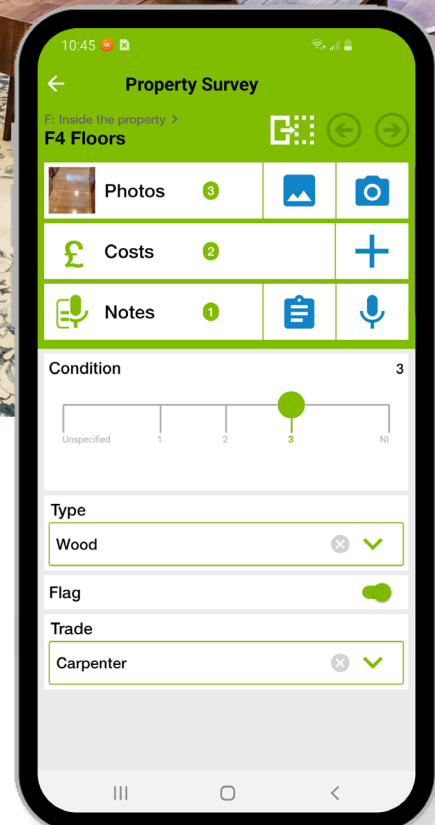 10:45
Property Survey
F: Inside the property >
F4 Floors
Photos 3
£ Costs 2
Notes 1
Condition 3
Unspecified 1 2 3 NI
Type
Wood
Flag
Trade
Carpenter